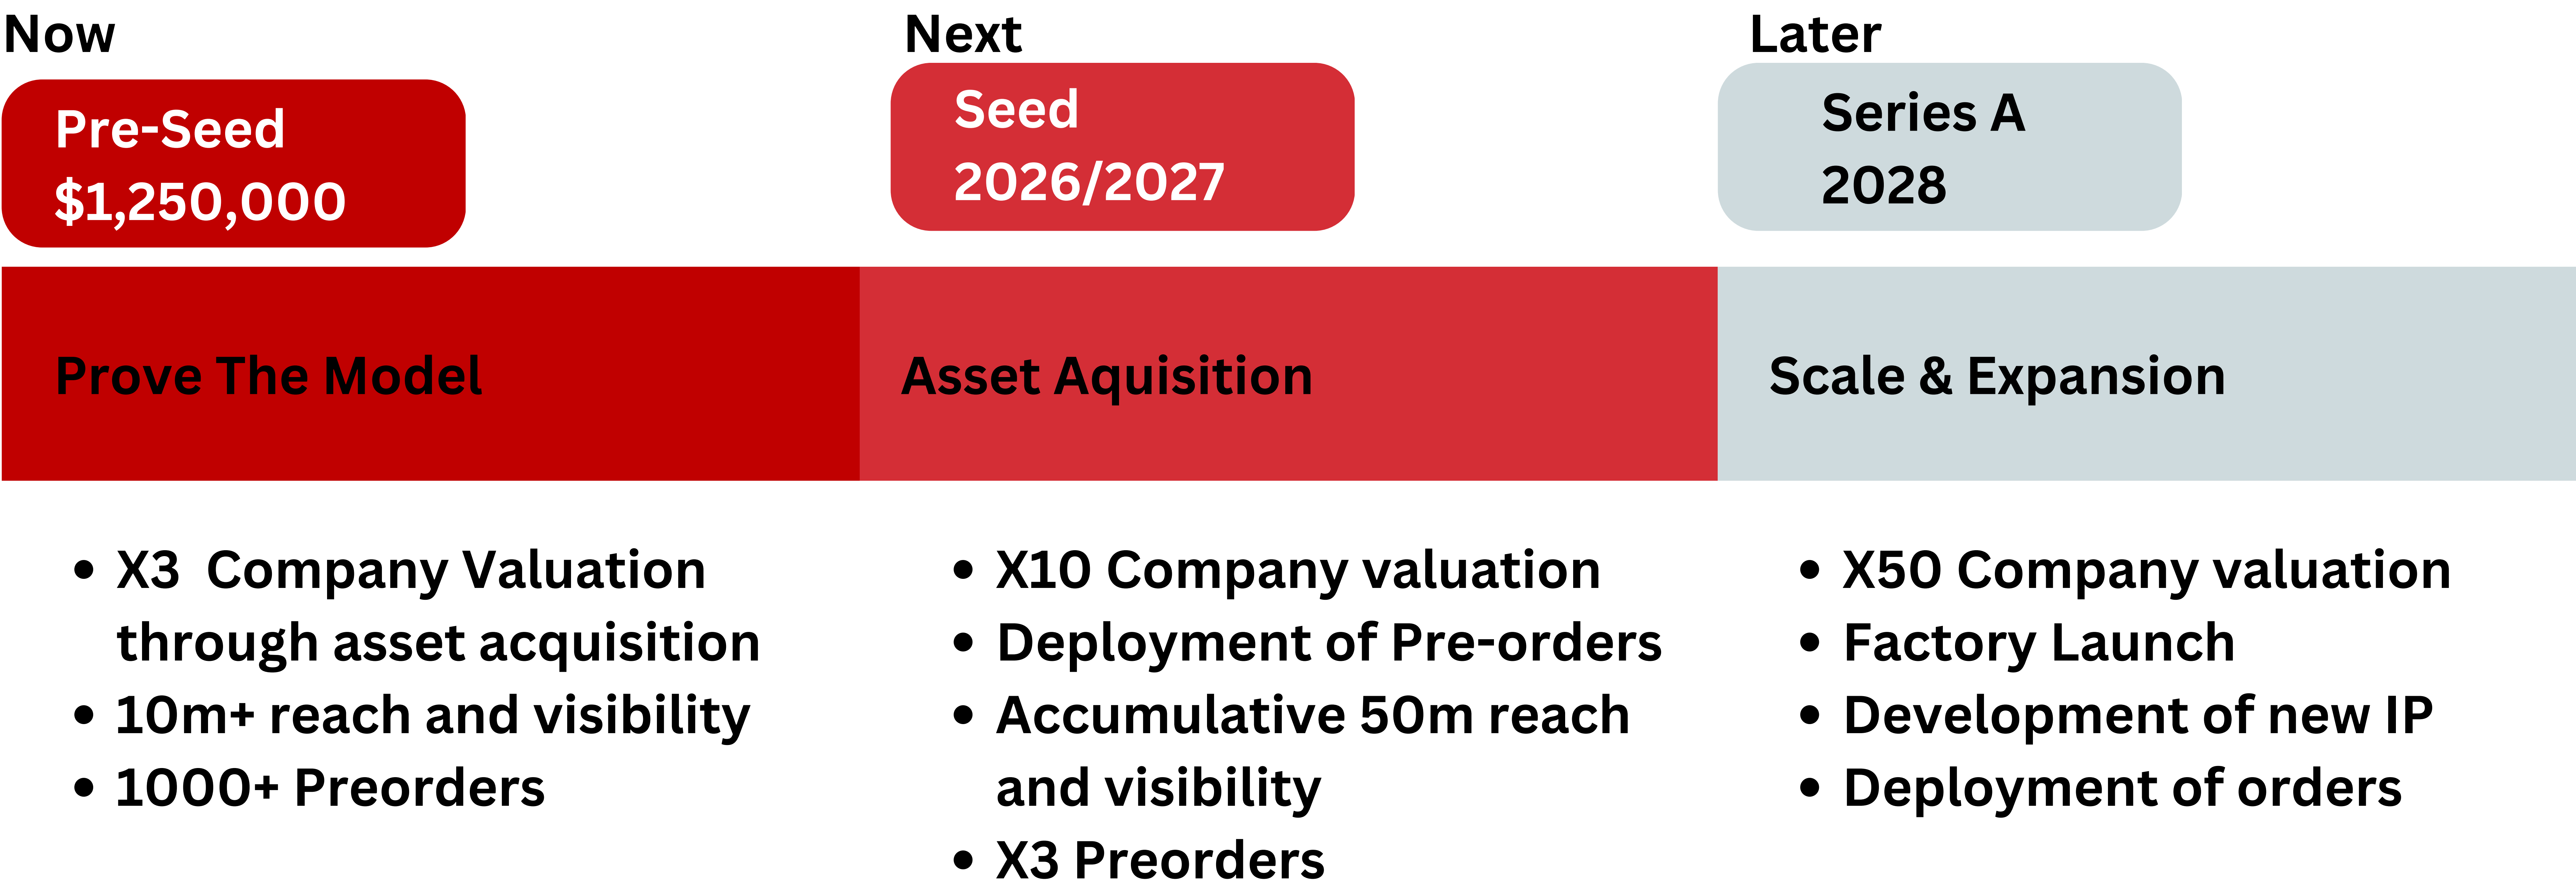 Now
Pre-Seed
$1,250,000
Prove The Model
• X3 Company Valuation
through asset acquisition
• 10m+ reach and visibility
• 1000+ Preorders
Next
Seed
2026/2027
Asset Aquisition
• X10 Company valuation
• Deployment of Pre-orders
• Accumulative 50m reach
and visibility
• X3 Preorders
Later
Series A
2028
Scale & Expansion
• X50 Company valuation
• Factory Launch
• Development of new IP
• Deployment of orders